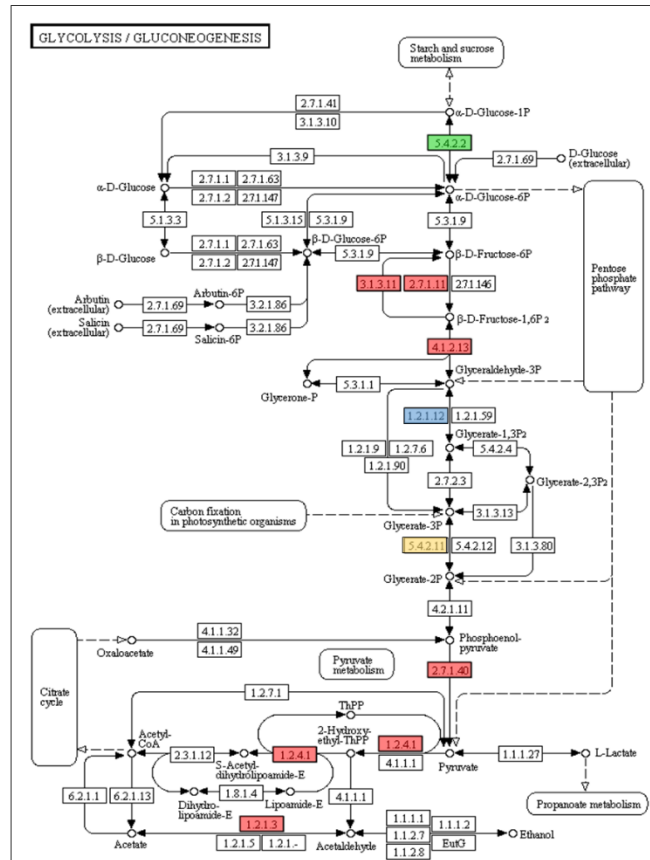 GLYCOLYSIS / GLUCONEOGENESIS
Starch and sucrose
metabolism
2.7.1.41
3.1.3.10
α-D-Glucose-1P
5.4.2.2
3.1.3.9
2.7.1.69
D-Glucose
(extracellular)
α-D-Glucose
2.7.1.1
2.7.1.63
2.7.1.2
2.7.1.147
α-D-Glucose-6P
5.1.3.3
5.1.3.15
5.3.1.9
5.3.1.9
β-D-Glucose-6P
β-D-Glucose
2.7.1.1
2.7.1.63
2.7.1.2
2.7.1.147
5.3.1.9
β-D-Fructose-6P
Pentose
phosphate
pathway
3.1.3.11
2.7.1.11
2.7.1.146
Arbutin
(extracellular)
2.7.1.69
Arbutin-6P
3.2.1.86
Salicin
(extracellular)
2.7.1.69
Salicin-6P
3.2.1.86
β-D-Fructose-1,6P2
4.1.2.13
Glyceraldehyde-3P
Glycerone-P
5.3.1.1
1.2.1.12
1.2.1.59
Glycerate-1,3P2
1.2.1.9
1.2.7.6
1.2.1.90
5.4.2.4
2.7.2.3
Glycerate-2,3P2
Carbon fixation
in photosynthetic organisms
3.1.3.13
Glycerate-3P
5.4.2.11
5.4.2.12
3.1.3.80
Glycerate-2P
4.2.1.11
Oxaloacetate
4.1.1.32
4.1.1.49
Phosphoenol-
pyruvate
Pyruvate
metabolism
Citrate
cycle
2.7.1.40
1.2.7.1
ThPP
Acetyl-
CoA
2-Hydroxy-
ethyl-ThPP
2.3.1.12
S-Acetyl-
dihydrolipoamide-E
1.2.4.1
1.2.4.1
4.1.1.1
Pyruvate
1.1.1.27
L-Lactate
6.2.1.1
6.2.1.13
Dihydro-
lipoamide-E
1.8.1.4
Lipoamide-E
4.1.1.1
Propanoate metabolism
1.2.1.3
Acetate
1.2.1.5
1.2.1.-
Acetaldehyde
1.1.1.1
1.1.1.2
1.1.2.7
EutG
1.1.2.8
Ethanol